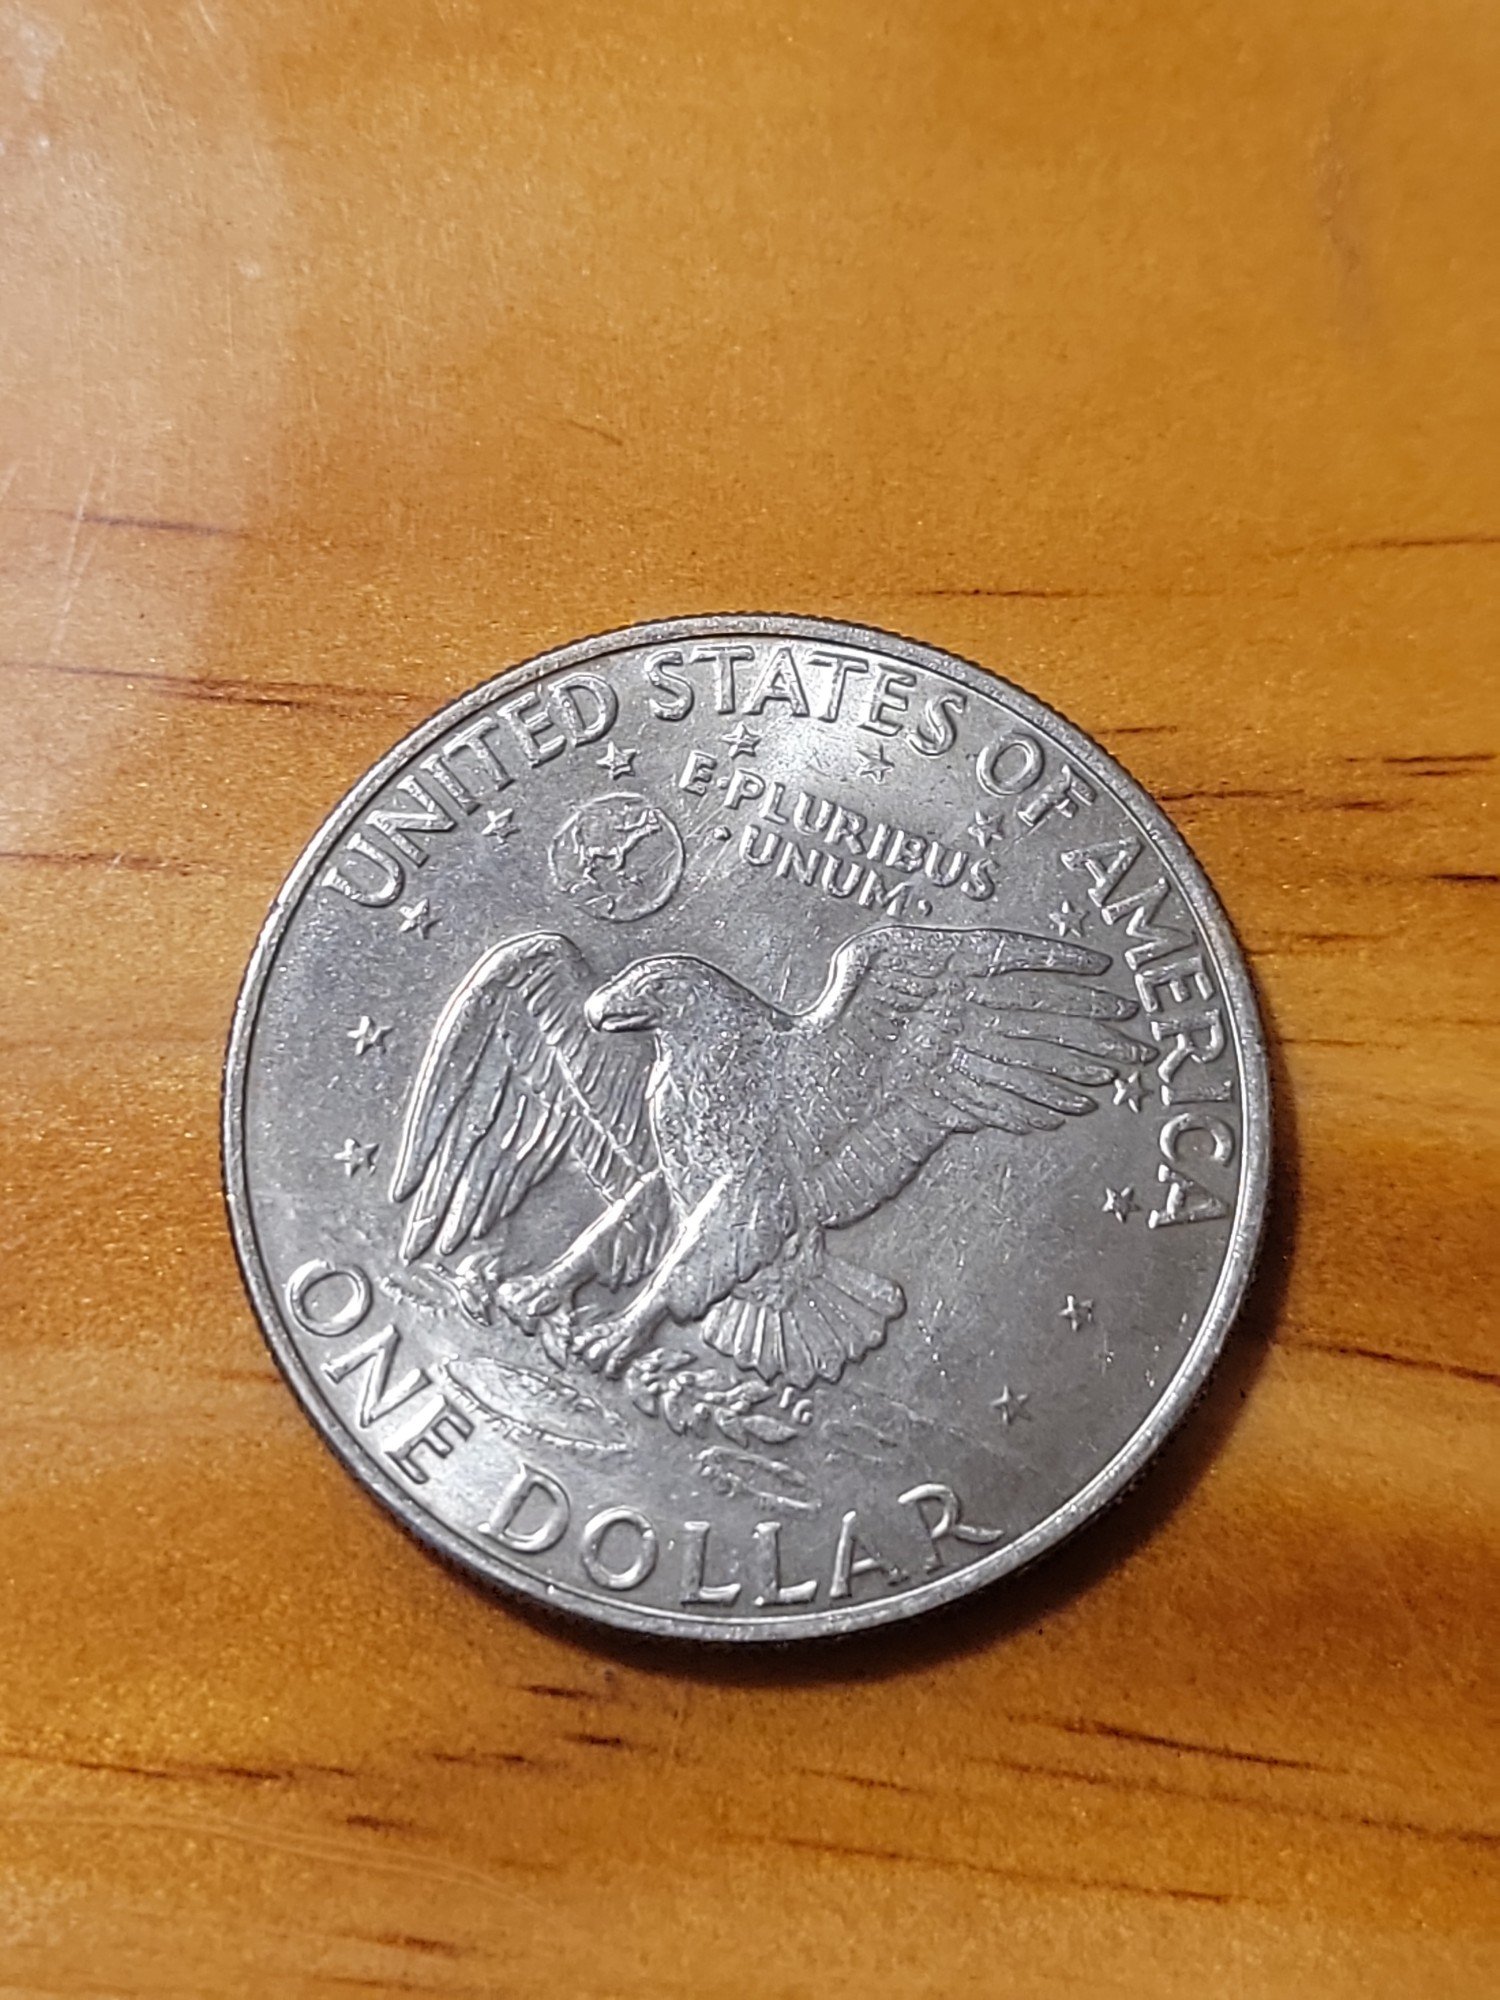 UNITED STATES OF AMERICA
E·PLURIBUS
·UNUM·
ONE DOLLAR